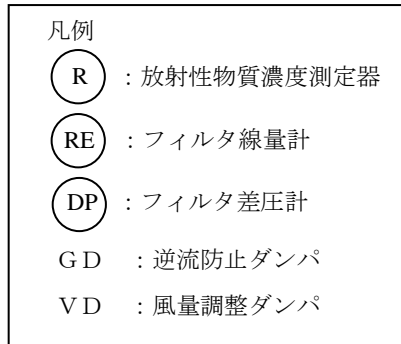 凡例
R ：放射性物質濃度測定器
RE ：フィルタ線量計
DP ：フィルタ差圧計
ＧＤ ：逆流防止ダンパ
ＶＤ ：風量調整ダンパ